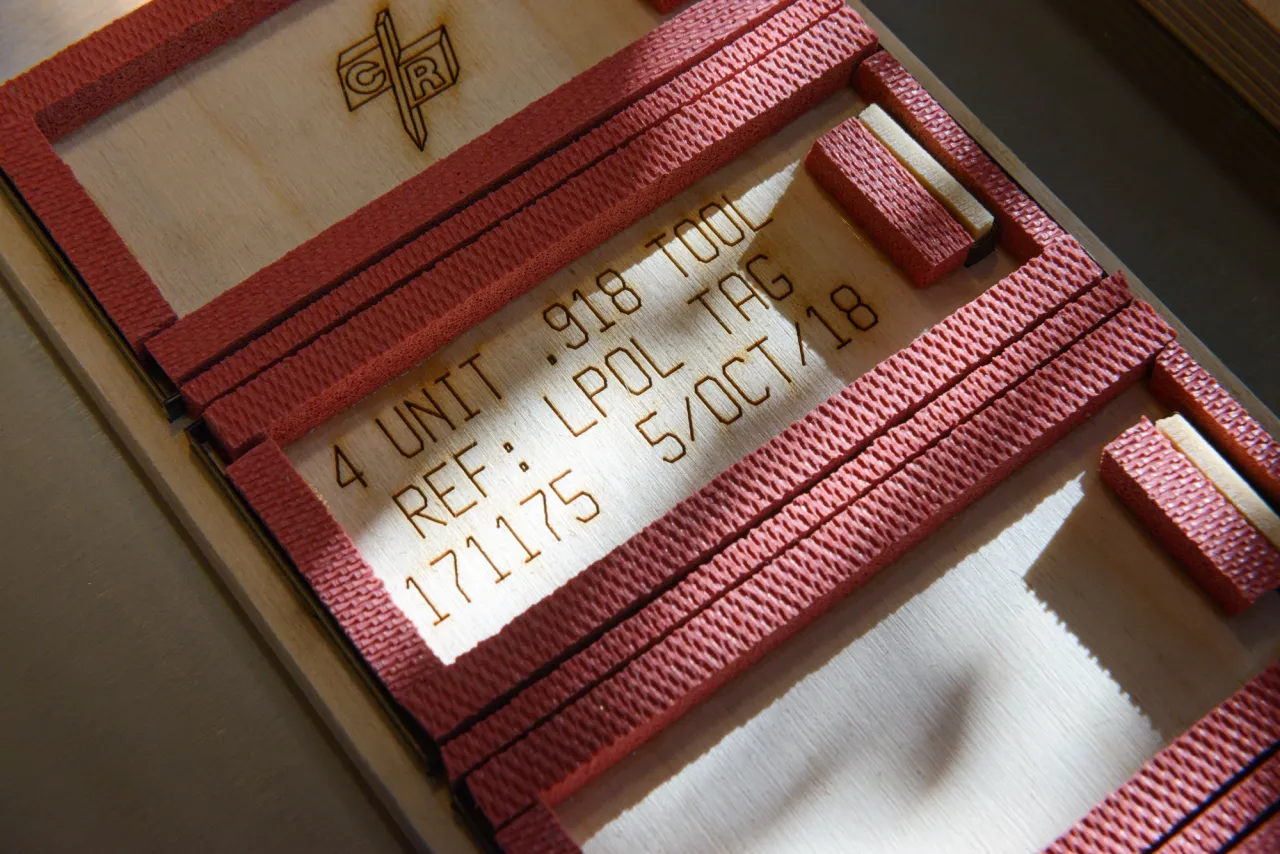 CR
4 UNIT .918 TOOL
REF: LPOL TAG
171175 5/OCT/18